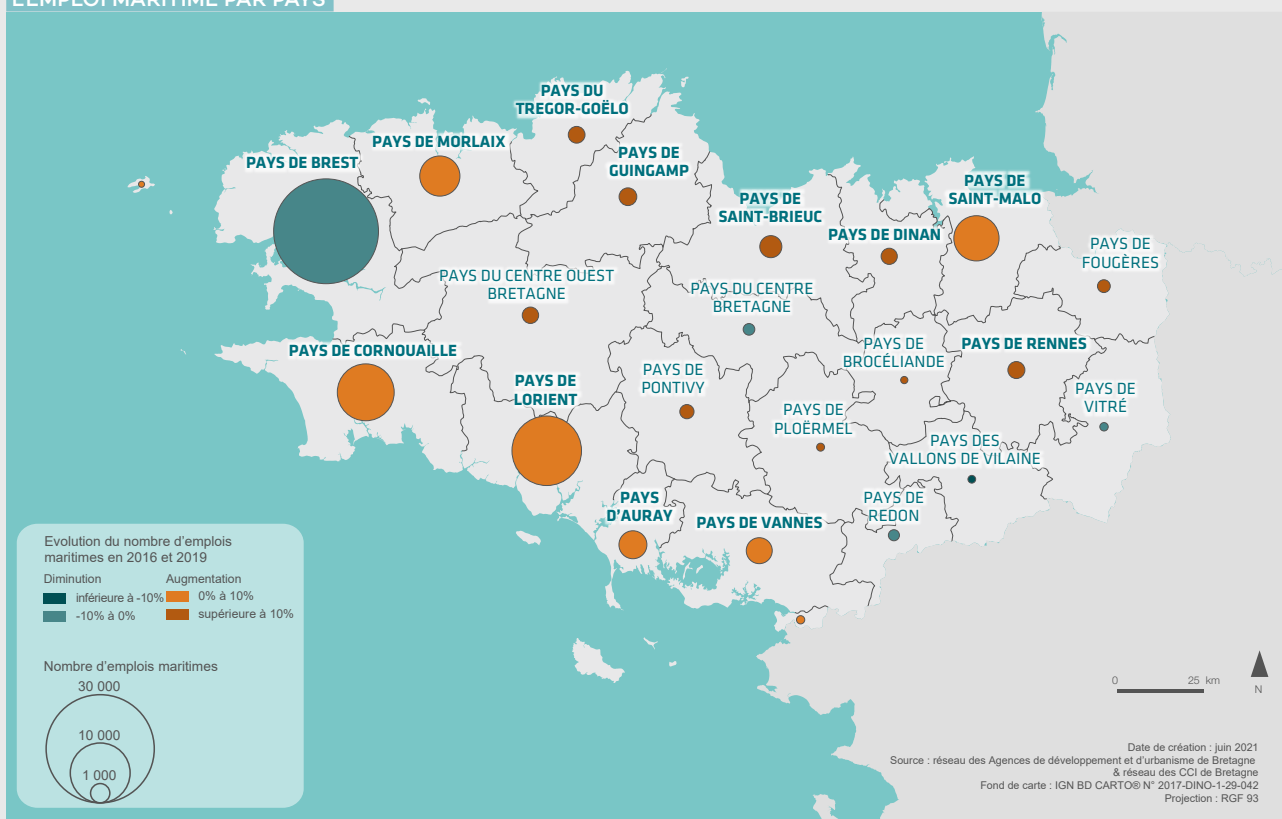 L'EMPLOI MARITIME PAR PAYS
PAYS DU
TREGOR-GOËLO
PAYS DE MORLAIX
PAYS DE BREST
PAYS DE
GUINGAMP
PAYS DE
SAINT-BRIEUC
PAYS DE DINAN
PAYS DE
SAINT-MALO
PAYS DE
FOUGÈRES
PAYS DU CENTRE OUEST
BRETAGNE
PAYS DU CENTRE
BRETAGNE
PAYS DE CORNOUAILLE
PAYS DE
LORIENT
PAYS DE
PONTIVY
PAYS DE
BROCÉLIANDE
PAYS DE RENNES
PAYS DE
VITRÉ
PAYS DE
PLOËRMEL
PAYS DES
VALLONS DE VILAINE
PAYS
D'AURAY
PAYS DE VANNES
PAYS DE
REDON
Evolution du nombre d'emplois
maritimes en 2016 et 2019
Diminution
inférieure à -10%
-10% à 0%
Augmentation
0% à 10%
supérieure à 10%
Nombre d'emplois maritimes
30 000
10 000
1 000
0 25 km
N
Date de création : juin 2021
Source : réseau des Agences de développement et d'urbanisme de Bretagne
& réseau des CCI de Bretagne
Fond de carte : IGN BD CARTO® N° 2017-DINO-1-29-042
Projection : RGF 93